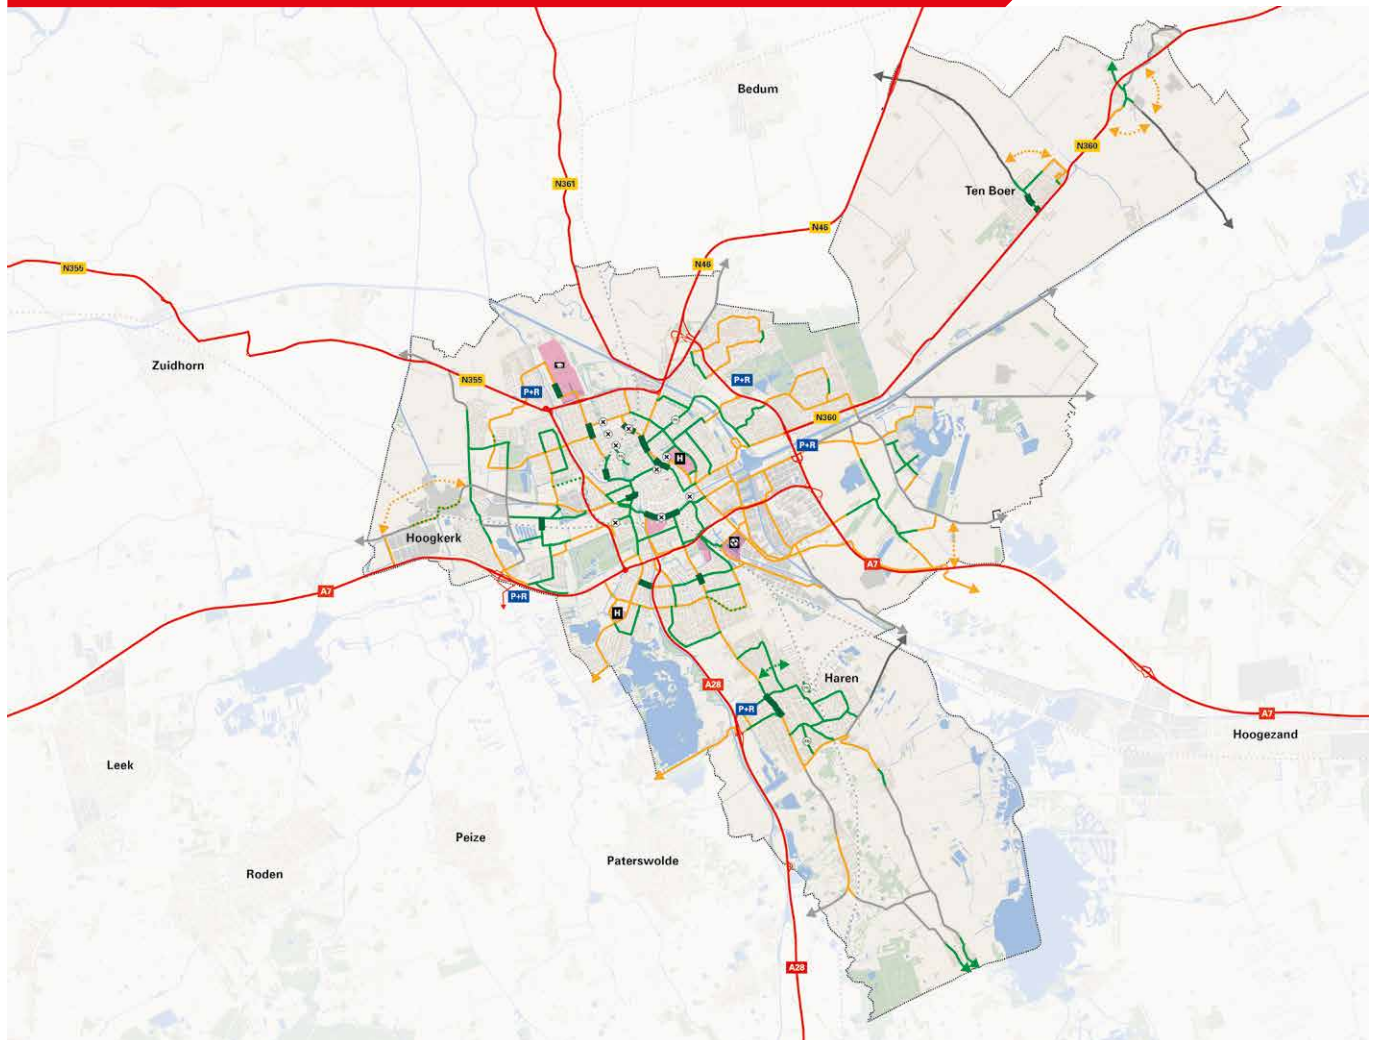 Bedum
N360
N361
Ten Boer
N46
N46
N355
Zuidhorn
N355
P+R
P+R
N360
P+R
H
Hoogkerk
A7
A7
P+R
H
Haren
A28
P+R
A7
Hoogezand
Leek
Peize
Paterswolde
Roden
A28